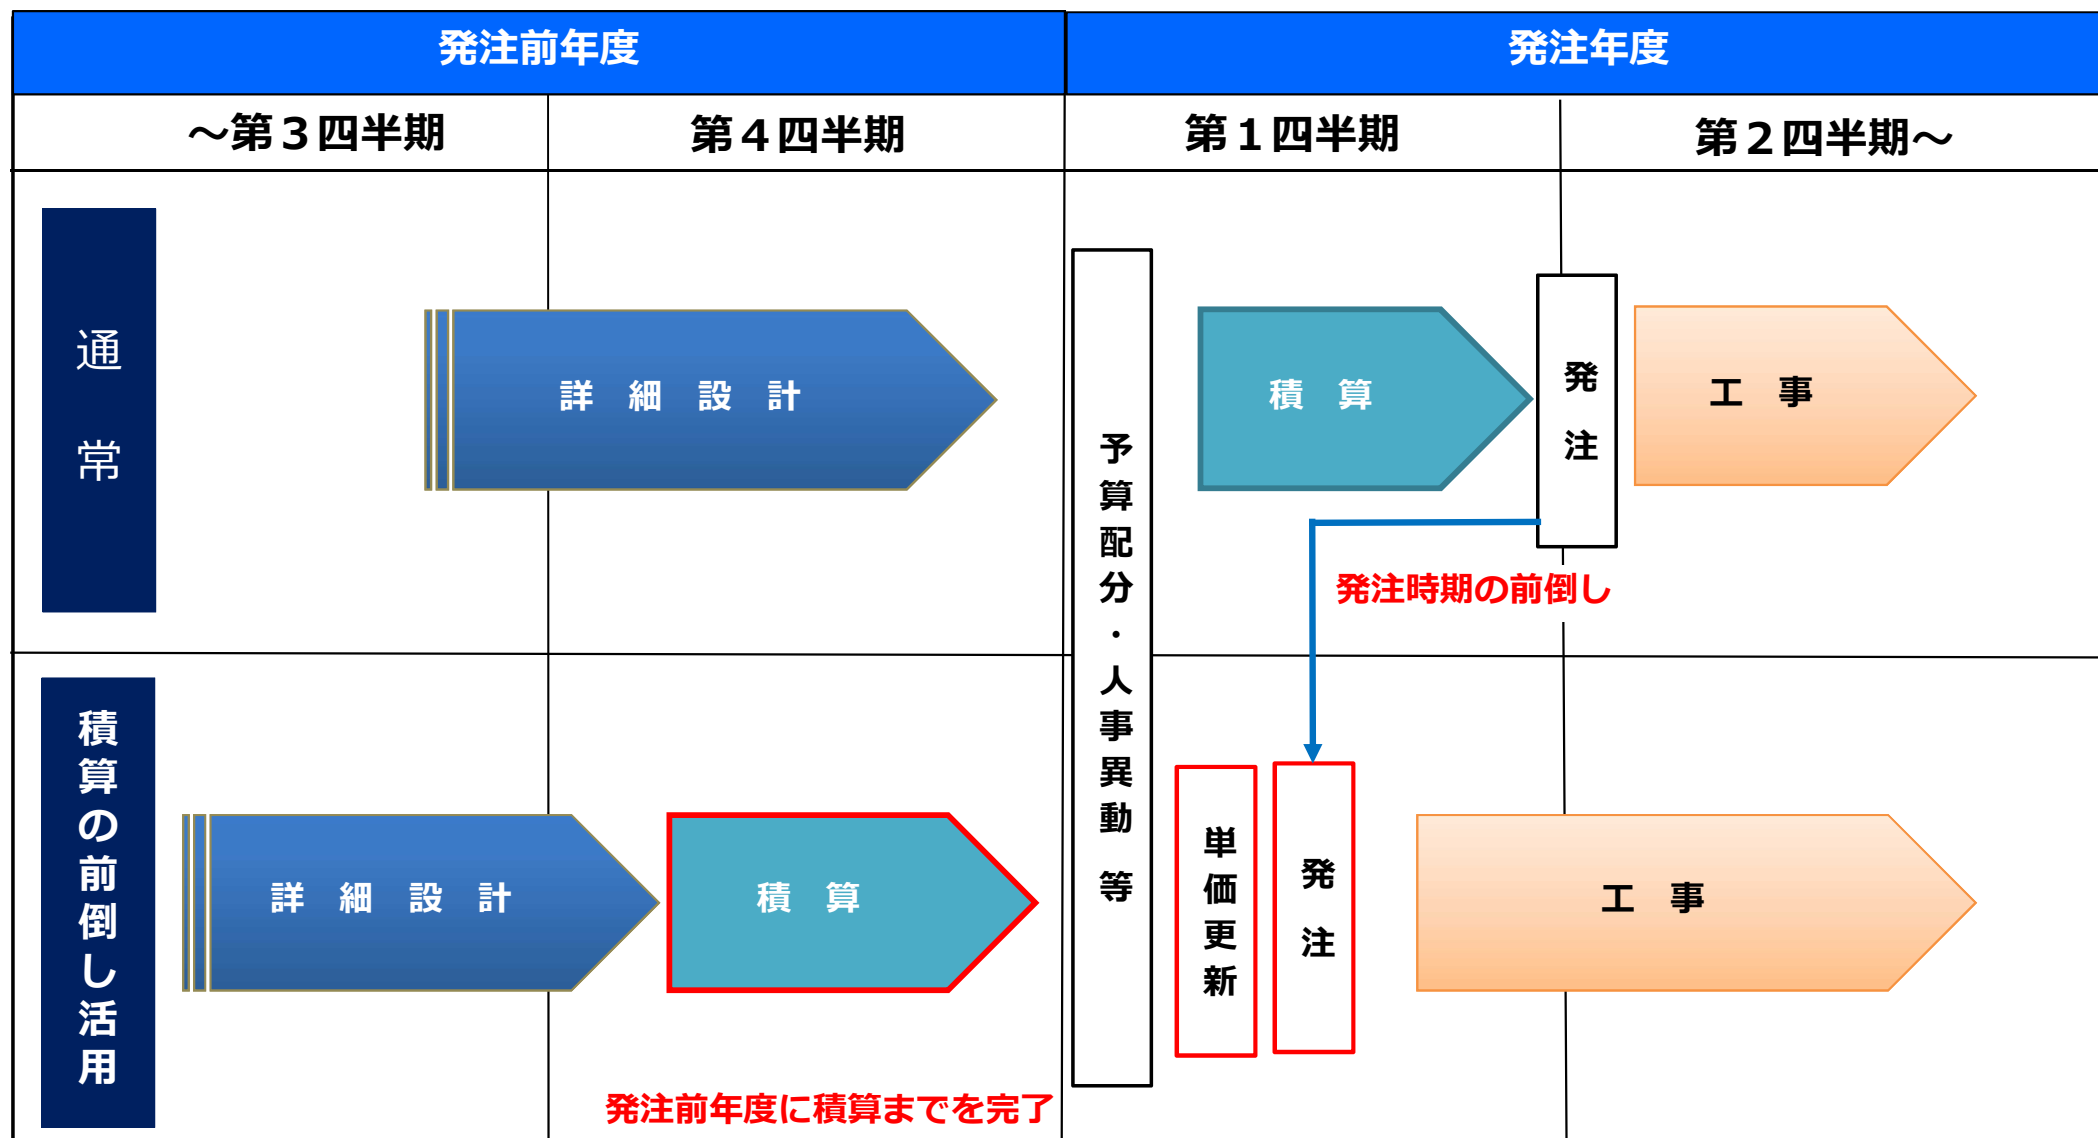 発注前年度
発注年度
～第３四半期
第４四半期
第１四半期
第２四半期～
通常
詳細設計
予算配分・人事異動 等
積算
発注
工事
発注時期の前倒し
積算の前倒し活用
詳細設計
積算
単価更新
発注
工事
発注前年度に積算までを完了